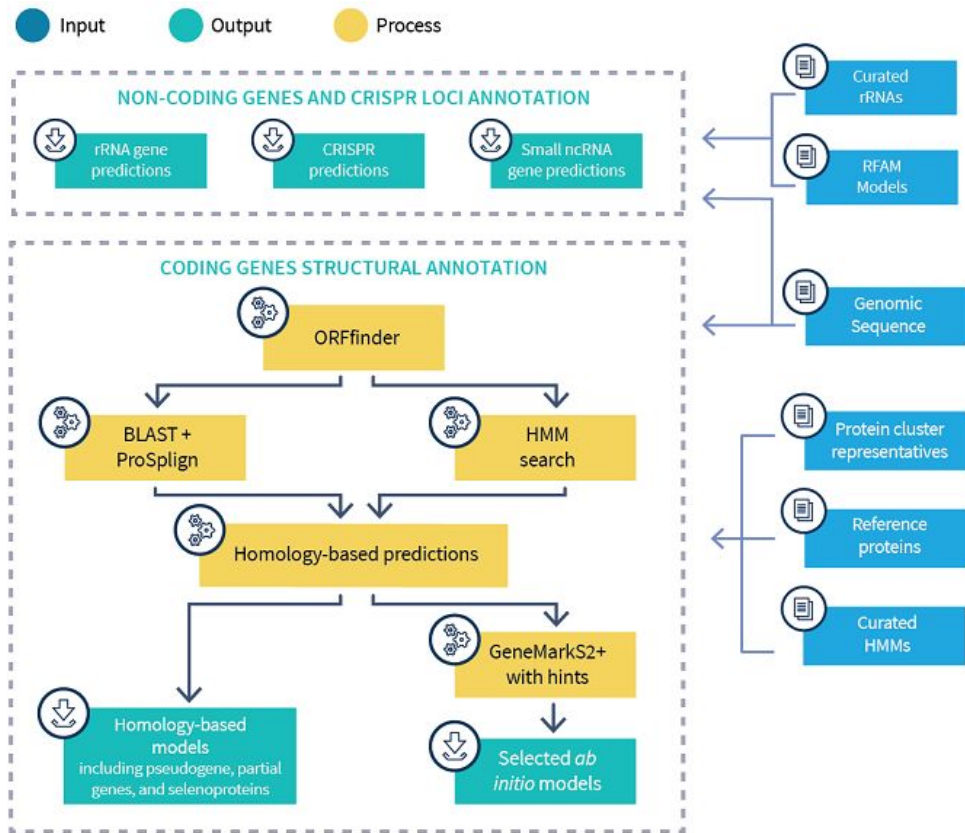 Input
Output
Process
NON-CODING GENES AND CRISPR LOCI ANNOTATION
rRNA gene
predictions
CRISPR
predictions
Small ncRNA
gene predictions
Curated
rRNAs
RFAM
Models
Genomic
Sequence
CODING GENES STRUCTURAL ANNOTATION
ORFfinder
BLAST +
ProSplign
HMM
search
Homology-based predictions
GeneMarkS2+
with hints
Homology-based
models
including pseudogene, partial
genes, and selenoproteins
Selected ab
initio models
Protein cluster
representatives
Reference
proteins
Curated
HMMs